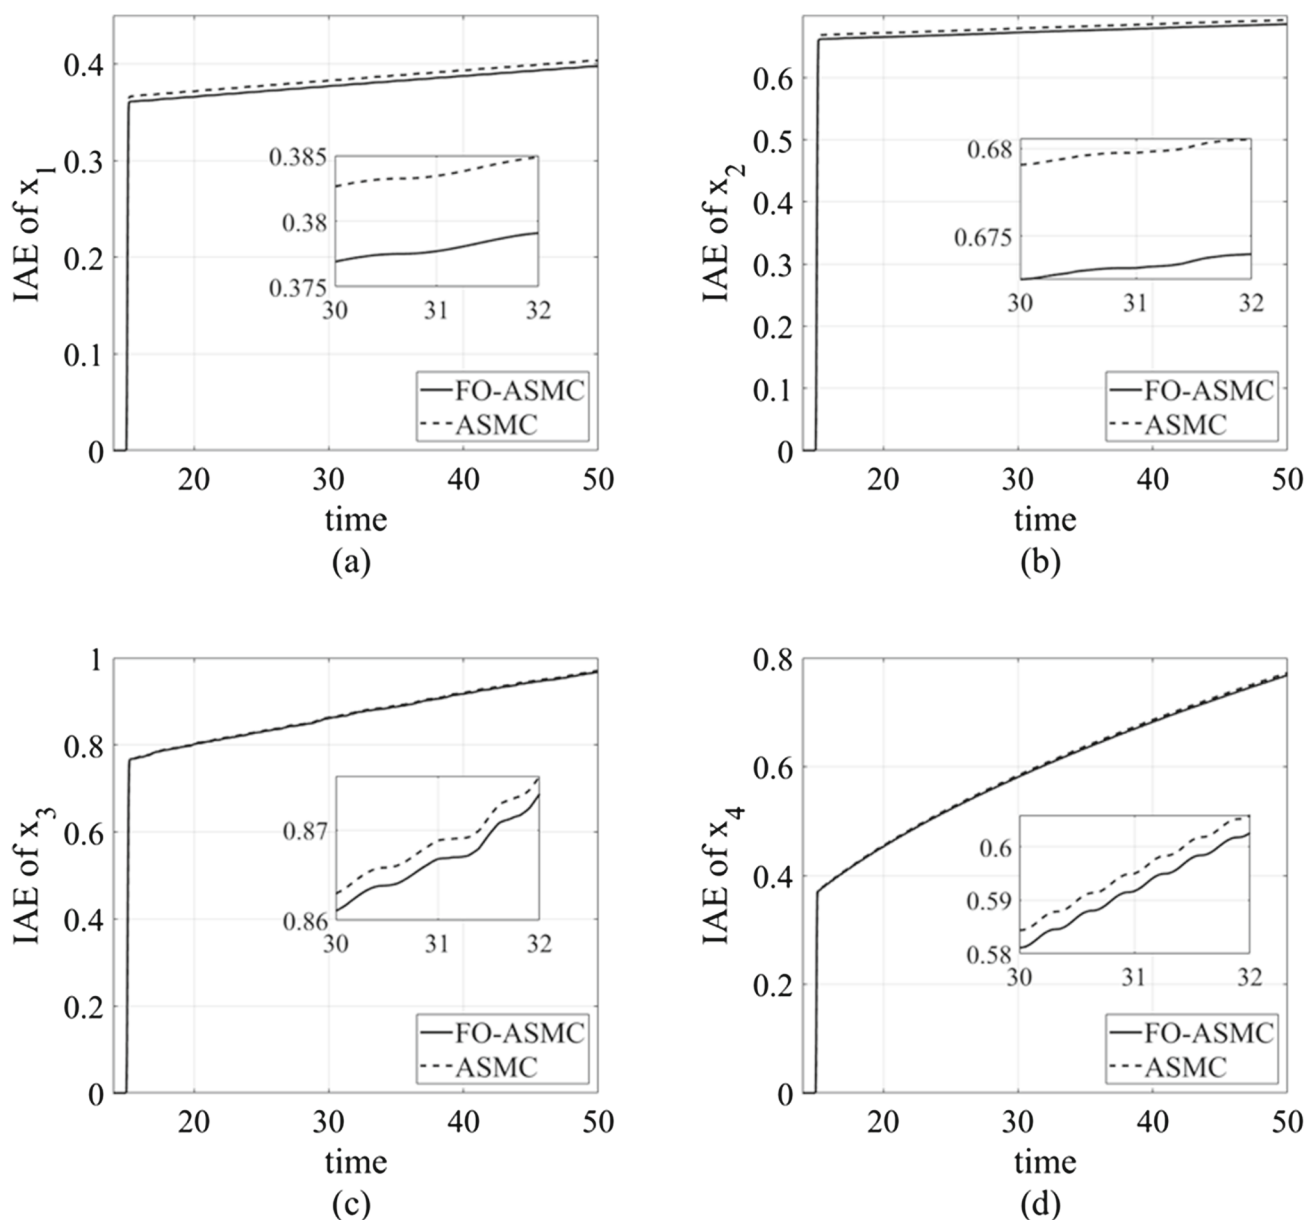 IAE of x1
0.4
0.3
0.2
0.1
0
0.385
0.38
0.375
30 31 32
FO-ASMC
ASMC
20 30 40 50
time
(a)
IAE of x2
0.6
0.5
0.4
0.3
0.2
0.1
0
0.68
0.675
30 31 32
FO-ASMC
ASMC
20 30 40 50
time
(b)
IAE of x3
1
0.8
0.6
0.4
0.2
0
0.87
0.86
30 31 32
FO-ASMC
ASMC
20 30 40 50
time
(c)
IAE of x4
0.8
0.6
0.4
0.2
0
0.6
0.59
0.58
30 31 32
FO-ASMC
ASMC
20 30 40 50
time
(d)